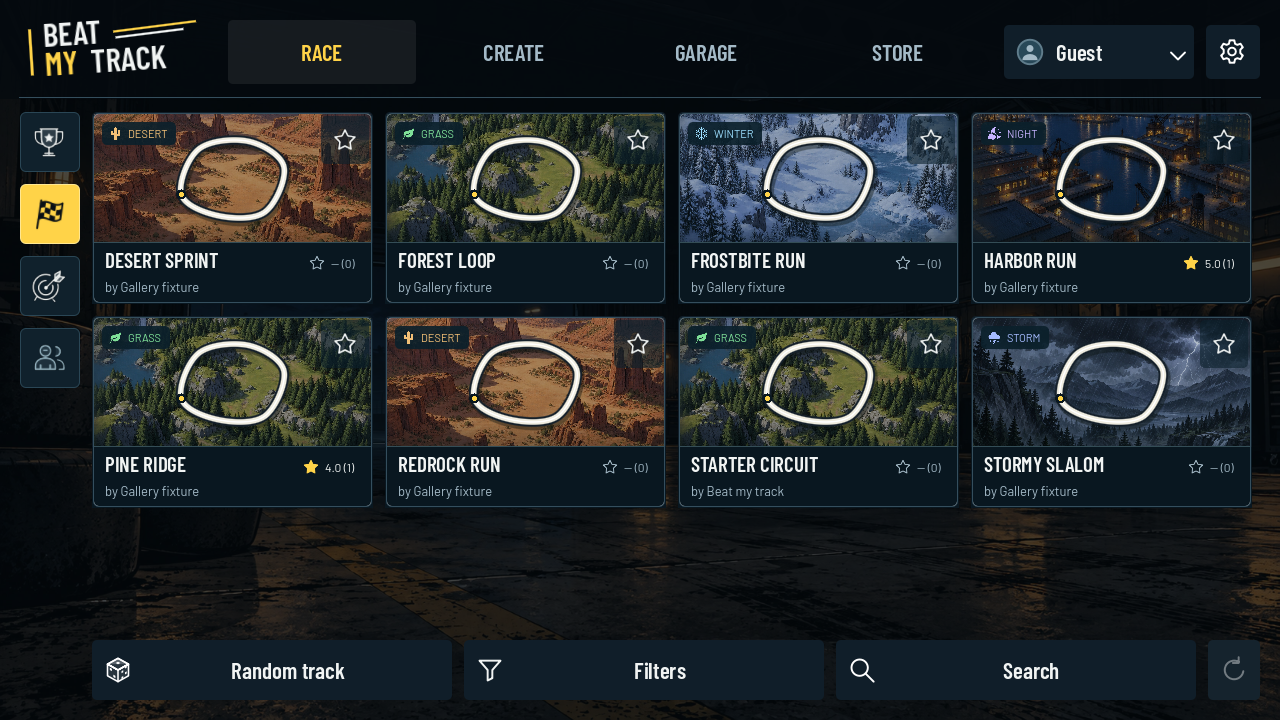 BEAT
MY TRACK
RACE
CREATE
GARAGE
STORE
Guest
DESERT
GRASS
WINTER
NIGHT
DESERT SPRINT
– (0)
by Gallery fixture
FOREST LOOP
– (0)
by Gallery fixture
FROSTBITE RUN
– (0)
by Gallery fixture
HARBOR RUN
5.0 (1)
by Gallery fixture
GRASS
DESERT
GRASS
STORM
PINE RIDGE
4.0 (1)
by Gallery fixture
REDROCK RUN
– (0)
by Gallery fixture
STARTER CIRCUIT
– (0)
by Beat my track
STORMY SLALOM
– (0)
by Gallery fixture
Random track
Filters
Search